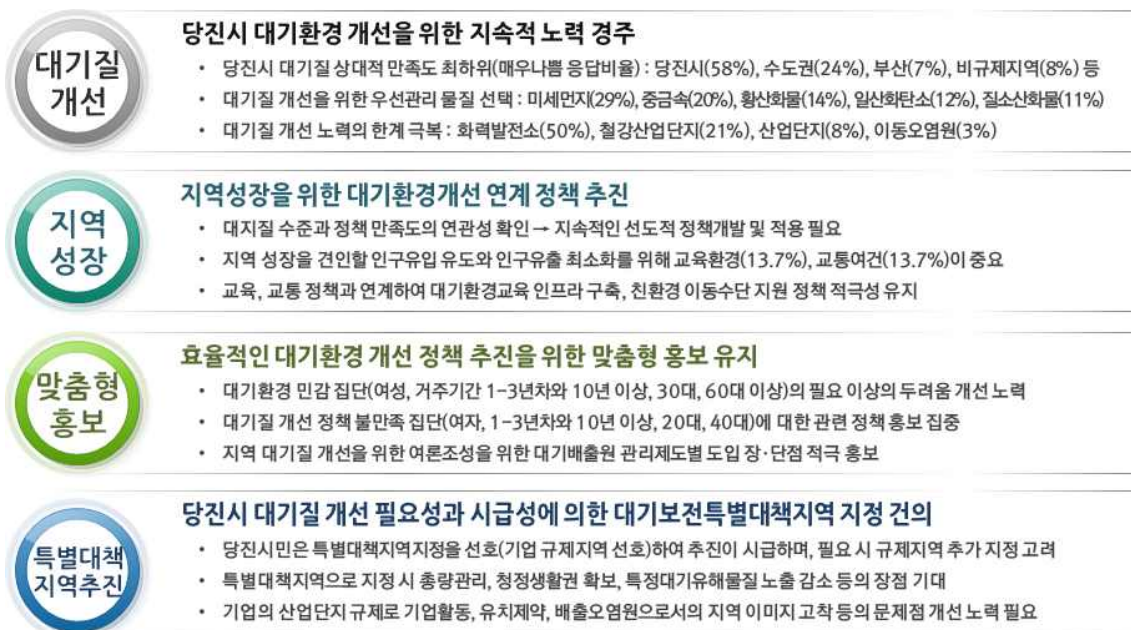 대기질
개선
당진시 대기환경 개선을 위한 지속적 노력 경주
• 당진시 대기질 상대적 만족도 최하위(매우나쁨 응답비율) : 당진시(58%), 수도권(24%), 부산(7%), 비규제지역(8%) 등
• 대기질 개선을 위한 우선관리 물질 선택 : 미세먼지(29%), 중금속(20%), 황산화물(14%), 일산화탄소(12%), 질소산화물(11%)
• 대기질 개선 노력의 한계 극복 : 화력발전소(50%), 철강산업단지(21%), 산업단지(8%), 이동오염원(3%)
지역
성장
지역성장을 위한 대기환경개선 연계 정책 추진
• 대지질 수준과 정책 만족도의 연관성 확인 → 지속적인 선도적 정책개발 및 적용 필요
• 지역 성장을 견인할 인구유입 유도와 인구유출 최소화를 위해 교육환경(13.7%), 교통여건(13.7%)이 중요
• 교육, 교통 정책과 연계하여 대기환경교육 인프라 구축, 친환경 이동수단 지원 정책 적극성 유지
맞춤형
홍보
효율적인 대기환경 개선 정책 추진을 위한 맞춤형 홍보 유지
• 대기환경 민감 집단(여성, 거주기간 1-3년차와 10년 이상, 30대, 60대 이상)의 필요 이상의 두려움 개선 노력
• 대기질 개선 정책 불만족 집단(여자, 1-3년차와 10년 이상, 20대, 40대)에 대한 관련 정책 홍보 집중
• 지역 대기질 개선을 위한 여론조성을 위한 대기배출원 관리제도별 도입 장·단점 적극 홍보
특별대책
지역추진
당진시 대기질 개선 필요성과 시급성에 의한 대기보전특별대책지역 지정 건의
• 당진시민은 특별대책지역지정을 선호(기업 규제지역 선호)하여 추진이 시급하며, 필요 시 규제지역 추가 지정 고려
• 특별대책지역으로 지정 시 총량관리, 청정생활권 확보, 특정대기유해물질 노출 감소 등의 장점 기대
• 기업의 산업단지 규제로 기업활동, 유치제약, 배출오염원으로서의 지역 이미지 고착 등의 문제점 개선 노력 필요